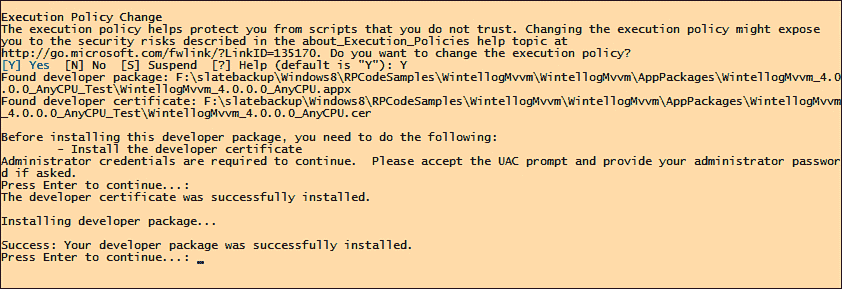 Execution Policy Change
The execution policy helps protect you from scripts that you do not trust. Changing the execution policy might expose
you to the security risks described in the about_Execution_Policies help topic at
http://go.microsoft.com/fwlink/?LinkID=135170. Do you want to change the execution policy?
[Y] Yes  [N] No  [S] Suspend  [?] Help (default is "Y"): Y
Found developer package: F:\slatebackup\Windows8\RPCodeSamples\WintellogMvvm\WintellogMvvm\AppPackages\WintellogMvvm_4.0
.0.0_AnyCPU_Test\WintellogMvvm_4.0.0.0_AnyCPU.appx
Found developer certificate: F:\slatebackup\Windows8\RPCodeSamples\WintellogMvvm\WintellogMvvm\AppPackages\WintellogMvvm
_4.0.0.0_AnyCPU_Test\WintellogMvvm_4.0.0.0_AnyCPU.cer
Before installing this developer package, you need to do the following:
- Install the developer certificate
Administrator credentials are required to continue.  Please accept the UAC prompt and provide your administrator passwor
d if asked.
Press Enter to continue...:
The developer certificate was successfully installed.
Installing developer package...
Success: Your developer package was successfully installed.
Press Enter to continue...: _